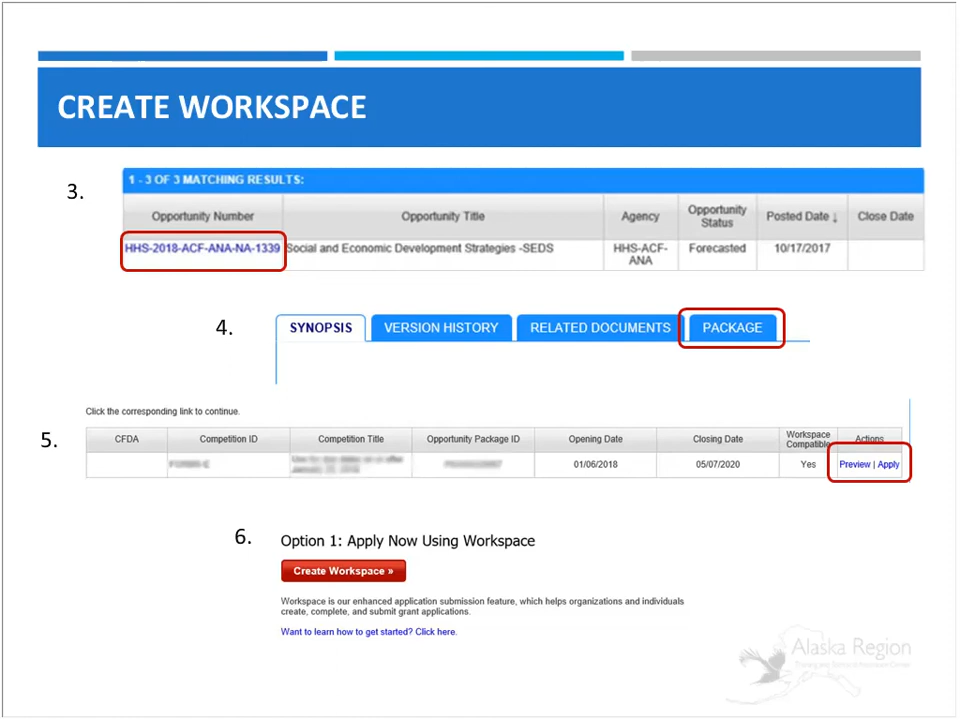 CREATE WORKSPACE
3.
1 - 3 OF 3 MATCHING RESULTS:
Opportunity Number Opportunity Title Agency Opportunity Status Posted Date ↓ Close Date
HHS-2018-ACF-ANA-NA-1339 Social and Economic Development Strategies -SEDS HHS-ACF-ANA Forecasted 10/17/2017
4.
SYNOPSIS VERSION HISTORY RELATED DOCUMENTS PACKAGE
Click the corresponding link to continue.
5.
CFDA Competition ID Competition Title Opportunity Package ID Opening Date Closing Date Workspace Compatible Actions
01/06/2018 05/07/2020 Yes Preview | Apply
6.
Option 1: Apply Now Using Workspace
Create Workspace »
Workspace is our enhanced application submission feature, which helps organizations and individuals
create, complete, and submit grant applications.
Want to learn how to get started? Click here.
Alaska Region